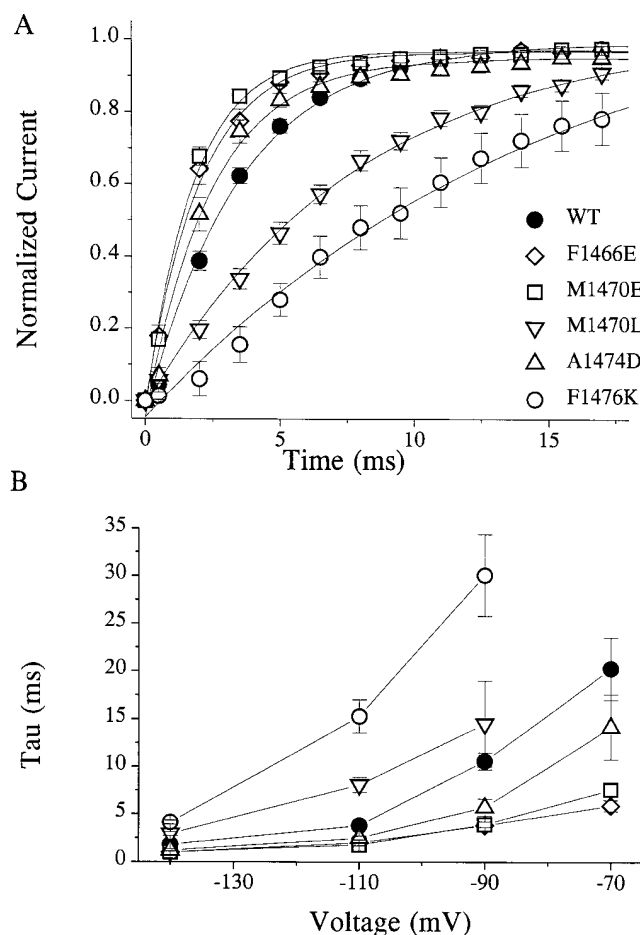 A
Normalized Current
1.0
0.8
0.6
0.4
0.2
0.0
WT
F1466E
M1470E
M1470L
A1474D
F1476K
0
5
10
15
Time (ms)
B
Tau (ms)
35
30
25
20
15
10
5
0
-130
-110
-90
-70
Voltage (mV)